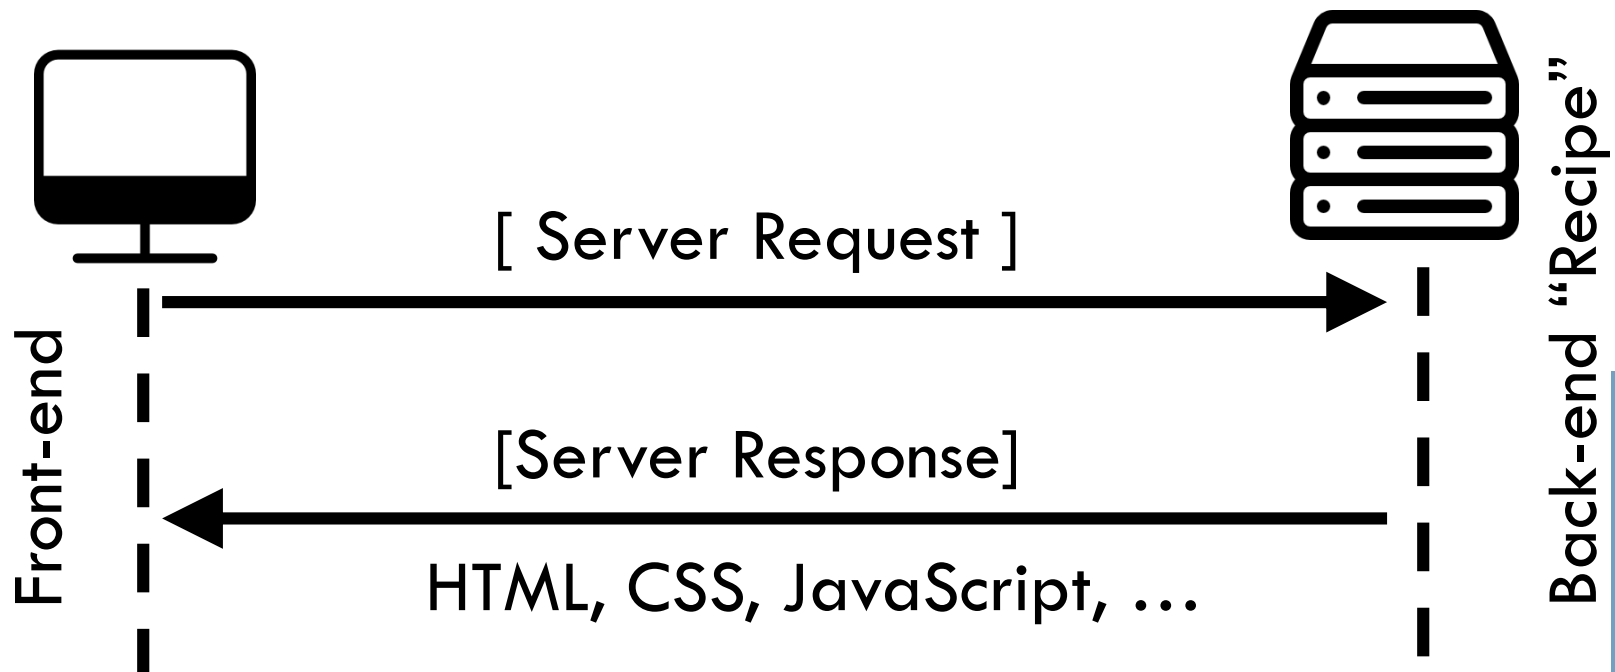 [ Server Request ]
[Server Response]
HTML, CSS, JavaScript, ...
Front-end
Back-end “Recipe”